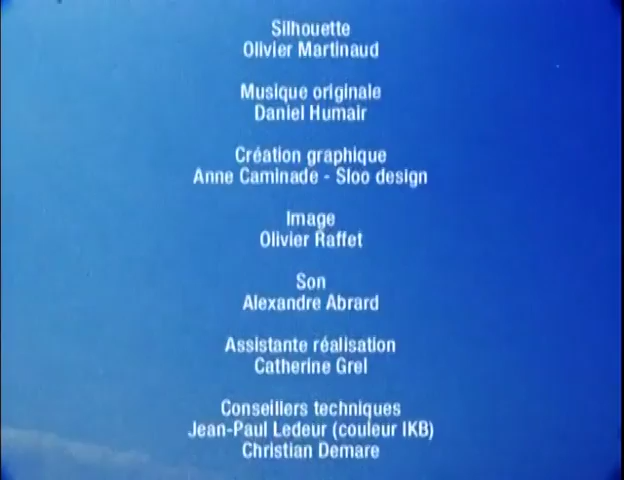 Silhouette
Olivier Martinaud
Musique originale
Daniel Humair
Création graphique
Anne Caminade - Sloo design
Image
Olivier Raffet
Son
Alexandre Abrard
Assistante réalisation
Catherine Grel
Conseillers techniques
Jean-Paul Ledeur (couleur IKB)
Christian Demare